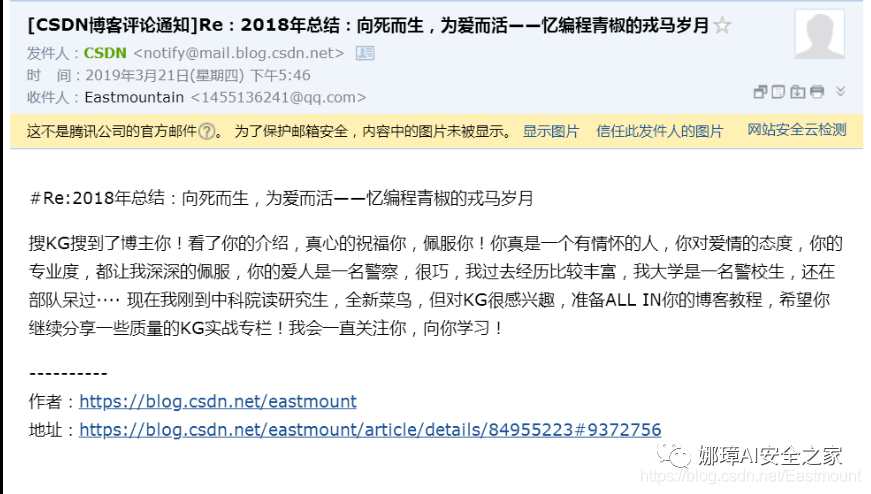 [CSDN博客评论通知]Re：2018年总结：向死而生，为爱而活——忆编程青椒的戎马岁月
发件人：CSDN <notify@mail.blog.csdn.net>
时 间：2019年3月21日(星期四) 下午5:46
收件人：Eastmountain <1455136241@qq.com>
这不是腾讯公司的官方邮件?。 为了保护邮箱安全，内容中的图片未被显示。 显示图片 信任此发件人的图片 网站安全云检测
#Re:2018年总结：向死而生，为爱而活——忆编程青椒的戎马岁月
搜KG搜到了博主你！看了你的介绍，真心的祝福你，佩服你！你真是一个有情怀的人，你对爱情的态度，你的
专业度，都让我深深的佩服，你的爱人是一名警察，很巧，我过去经历比较丰富，我大学是一名警校生，还在
部队呆过···· 现在我刚到中科院读研究生，全新菜鸟，但对KG很感兴趣，准备ALL IN你的博客教程，希望你
继续分享一些质量的KG实战专栏！我会一直关注你，向你学习！
----------
作者：https://blog.csdn.net/eastmount
地址：https://blog.csdn.net/eastmount/article/details/84955223#9372756
娜璋AI安全之家
https://blog.csdn.net/Eastmount